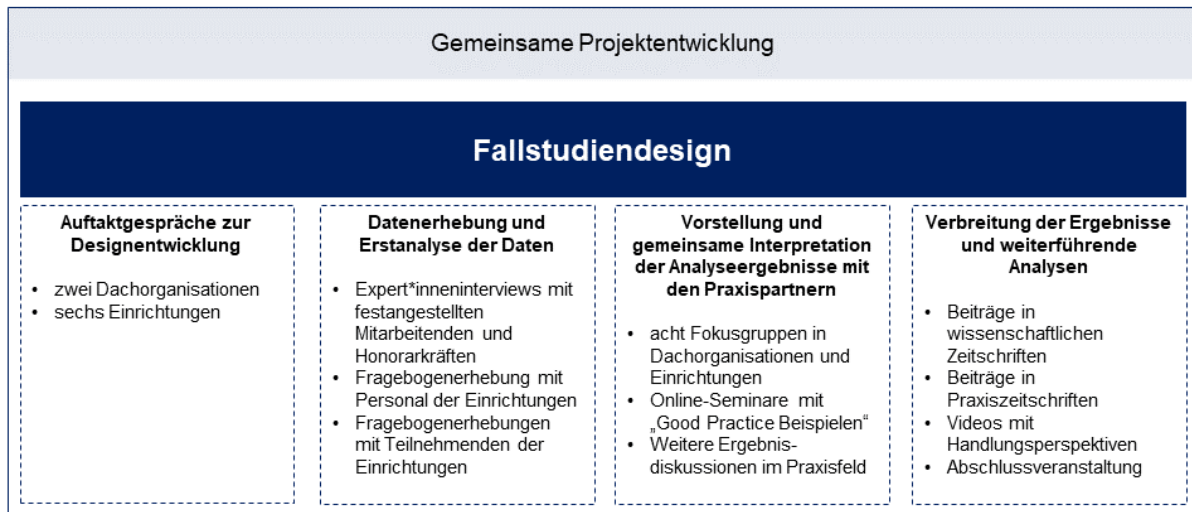 Gemeinsame Projektentwicklung
Fallstudiendesign
Auftaktgespräche zur
Designentwicklung
• zwei Dachorganisationen
• sechs Einrichtungen
Datenerhebung und
Erstanalyse der Daten
• Expert*inneninterviews mit
festangestellten
Mitarbeitenden und
Honorarkräften
• Fragebogenerhebung mit
Personal der Einrichtungen
• Fragebogenerhebungen
mit Teilnehmenden der
Einrichtungen
Vorstellung und
gemeinsame Interpretation
der Analyseergebnisse mit
den Praxispartnern
• acht Fokusgruppen in
Dachorganisationen und
Einrichtungen
• Online-Seminare mit
„Good Practice Beispielen“
• Weitere Ergebnis-
diskussionen im Praxisfeld
Verbreitung der Ergebnisse
und weiterführende
Analysen
• Beiträge in
wissenschaftlichen
Zeitschriften
• Beiträge in
Praxiszeitschriften
• Videos mit
Handlungsperspektiven
• Abschlussveranstaltung